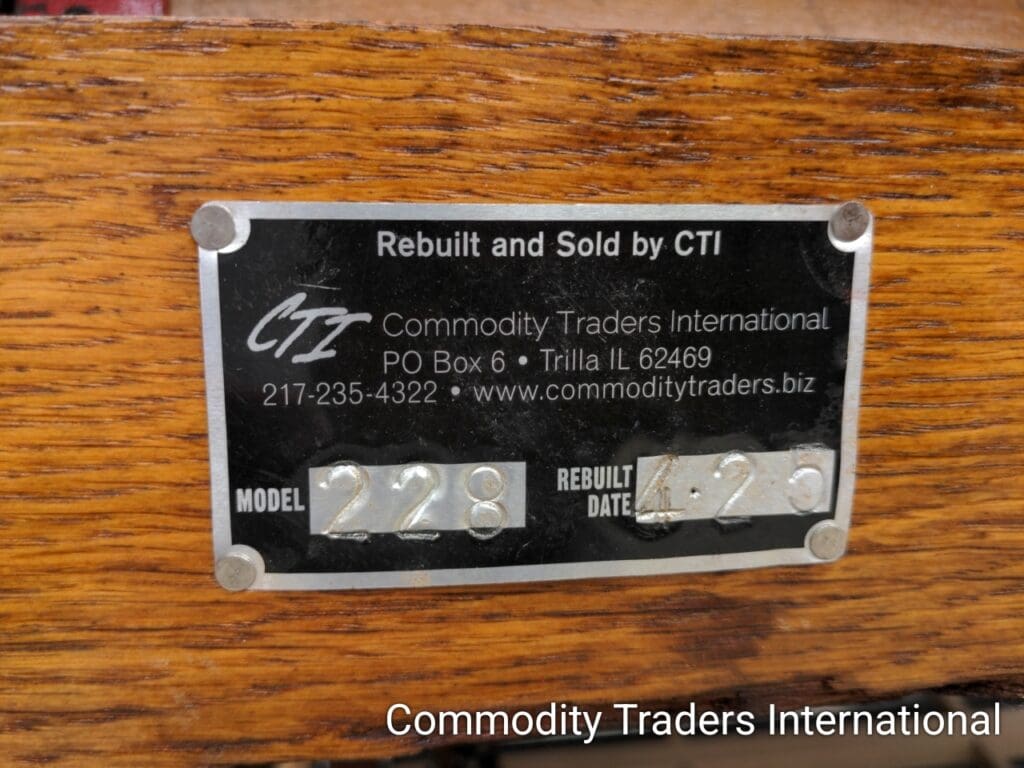 Rebuilt and Sold by CTI
CTI Commodity Traders International
PO Box 6 • Trilla IL 62469
217-235-4322 • www.commoditytraders.biz
MODEL 228
REBUILT DATE 4.25
Commodity Traders International